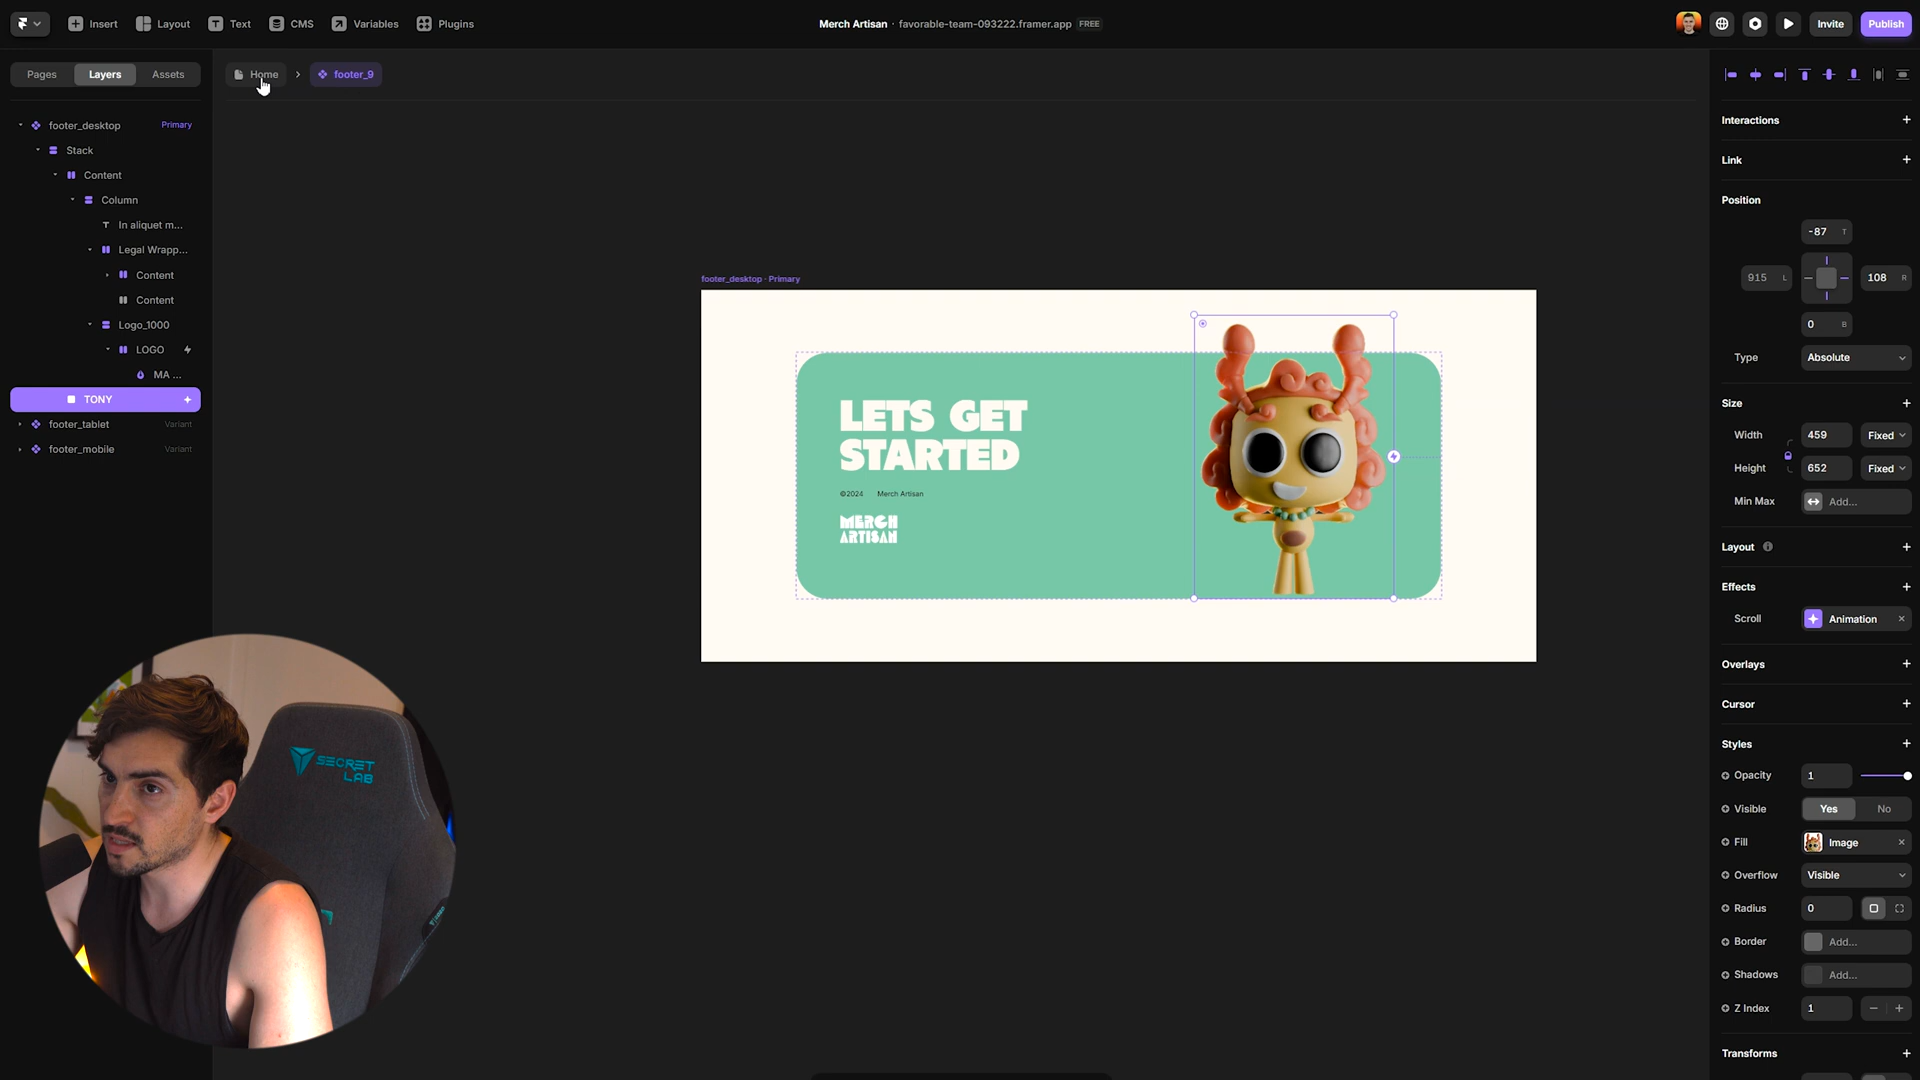 Insert
Layout
Text
CMS
Variables
Plugins
Merch Artisan · favorable-team-093222.framer.app FREE
Invite
Publish
Pages
Layers
Assets
Home
footer_9
footer_desktop Primary
Stack
Content
Column
In aliquet m...
Legal Wrapp...
Content
Content
Logo_1000
LOGO
MA ...
TONY
footer_tablet Variant
footer_mobile Variant
footer_desktop · Primary
LETS GET
STARTED
©2024 Merch Artisan
MERCH
ARTISAN
SECRET
LAB
Interactions
Link
Position
-87 T
915 L
108 R
0 B
Type Absolute
Size
Width 459 Fixed
Height 652 Fixed
Min Max Add...
Layout
Effects
Scroll Animation
Overlays
Cursor
Styles
Opacity 1
Visible Yes No
Fill Image
Overflow Visible
Radius 0
Border Add...
Shadows Add...
Z Index 1
Transforms